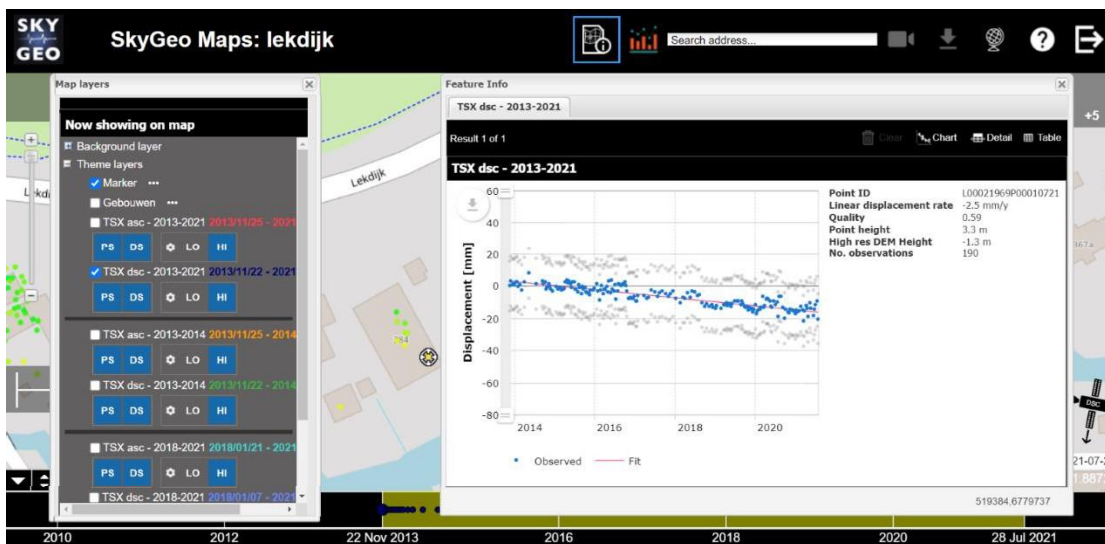 SKY
GEO
SkyGeo Maps: lekdijk
Search address...
Map layers
Now showing on map
Background layer
Theme layers
Marker •••
Gebouwen •••
TSX asc - 2013-2021 2013/11/25 - 2021
PS DS LO HI
TSX dsc - 2013-2021 2013/11/22 - 2021
PS DS LO HI
TSX asc - 2013-2014 2013/11/25 - 2014
PS DS LO HI
TSX dsc - 2013-2014 2013/11/22 - 2014
PS DS LO HI
TSX asc - 2018-2021 2018/01/21 - 2021
PS DS LO HI
TSX dsc - 2018-2021 2018/01/07 - 2021
Lekdijk
Feature Info
TSX dsc - 2013-2021
Result 1 of 1
Clear Chart Detail Table
TSX dsc - 2013-2021
Displacement [mm]
60
40
20
0
-20
-40
-60
-80
2014 2016 2018 2020
Observed Fit
Point ID L00021969P00010721
Linear displacement rate -2.5 mm/y
Quality 0.59
Point height 3.3 m
High res DEM Height -1.3 m
No. observations 190
519384,6779737
+5
DSC
2010 2012 22 Nov 2013 2016 2018 2020 28 Jul 2021